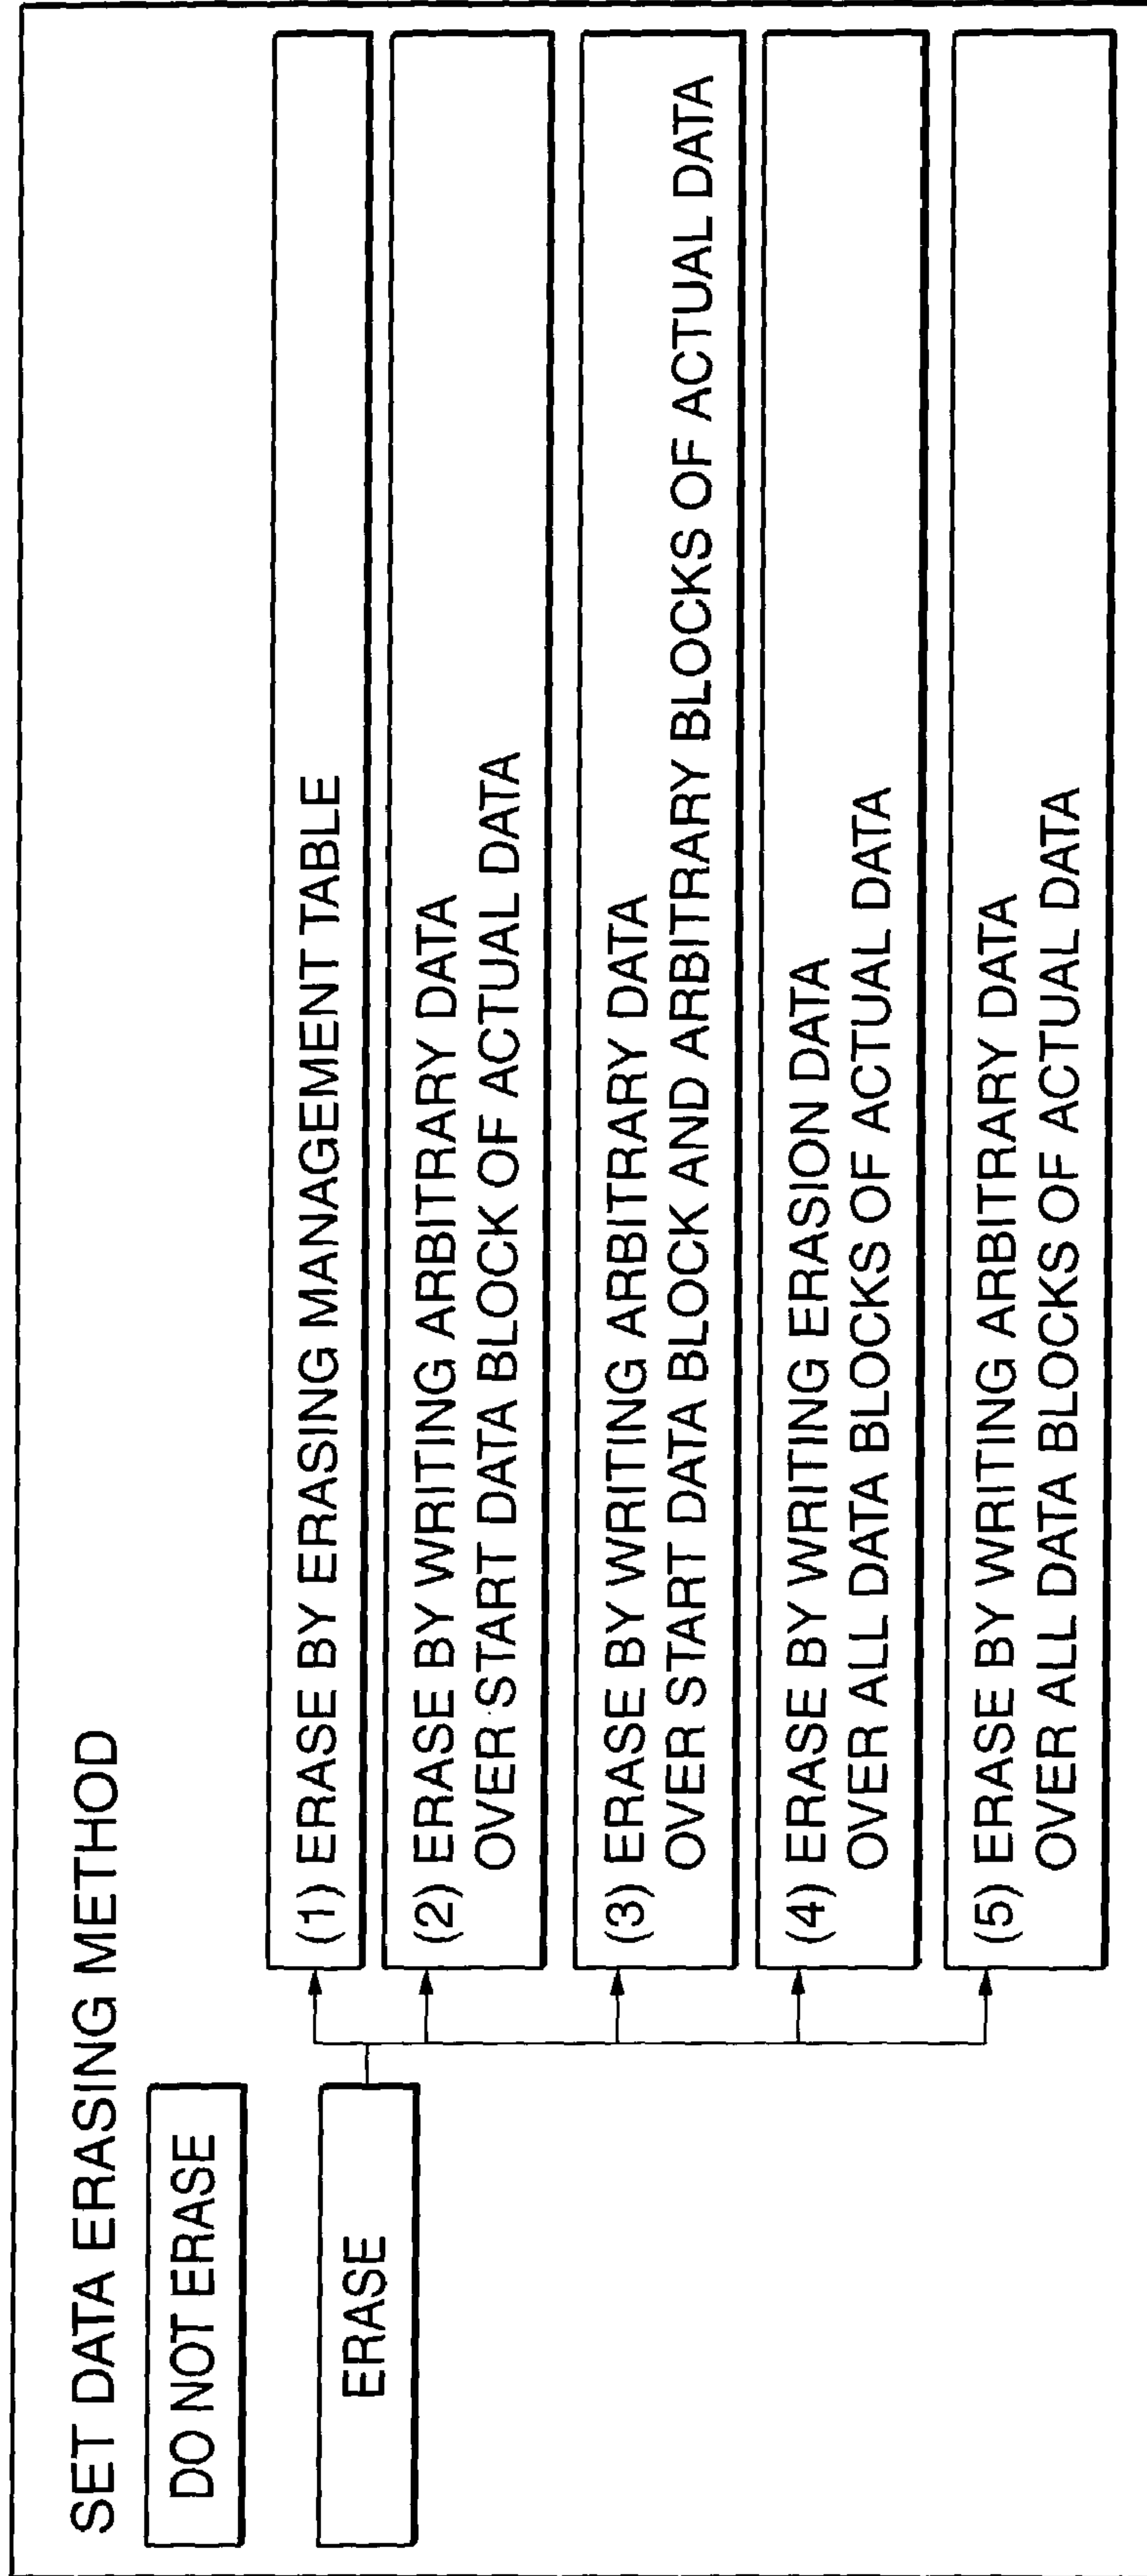 SET DATA ERASING METHOD
DO NOT ERASE
ERASE
(1) ERASE BY ERASING MANAGEMENT TABLE
(2) ERASE BY WRITING ARBITRARY DATA
OVER START DATA BLOCK OF ACTUAL DATA
(3) ERASE BY WRITING ARBITRARY DATA
OVER START DATA BLOCK AND ARBITRARY BLOCKS OF ACTUAL DATA
(4) ERASE BY WRITING ERASION DATA
OVER ALL DATA BLOCKS OF ACTUAL DATA
(5) ERASE BY WRITING ARBITRARY DATA
OVER ALL DATA BLOCKS OF ACTUAL DATA